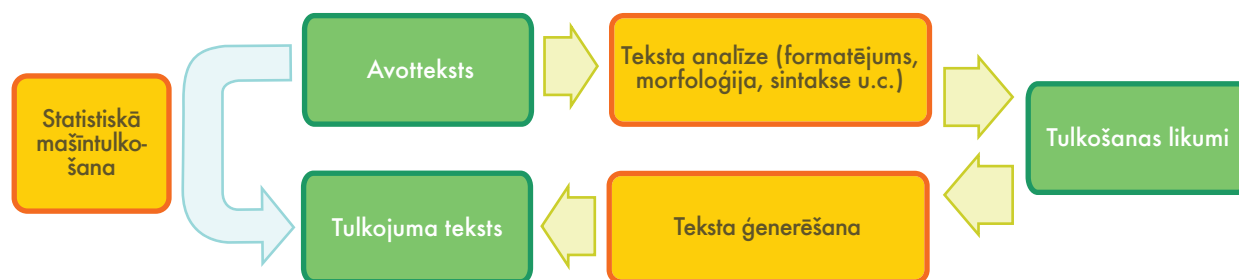 Avotteksts
Teksta analīze (formatējums,
morfoloģija, sintakse u.c.)
Statistiskā
mašīntulko-
šana
Tulkošanas likumi
Tulkojuma teksts
Teksta ģenerēšana